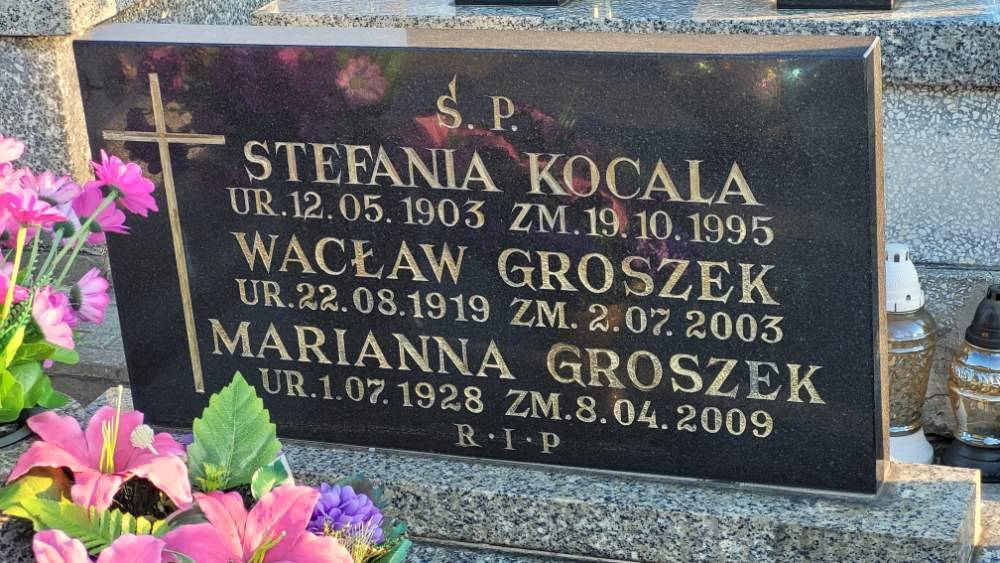 Ś. P.
STEFANIA KOCALA
UR.12.05.1903 ZM.19.10.1995
WACŁAW GROSZEK
UR.22.08.1919 ZM.2.07.2003
MARIANNA GROSZEK
UR.1.07.1928 ZM.8.04.2009
R·I·P